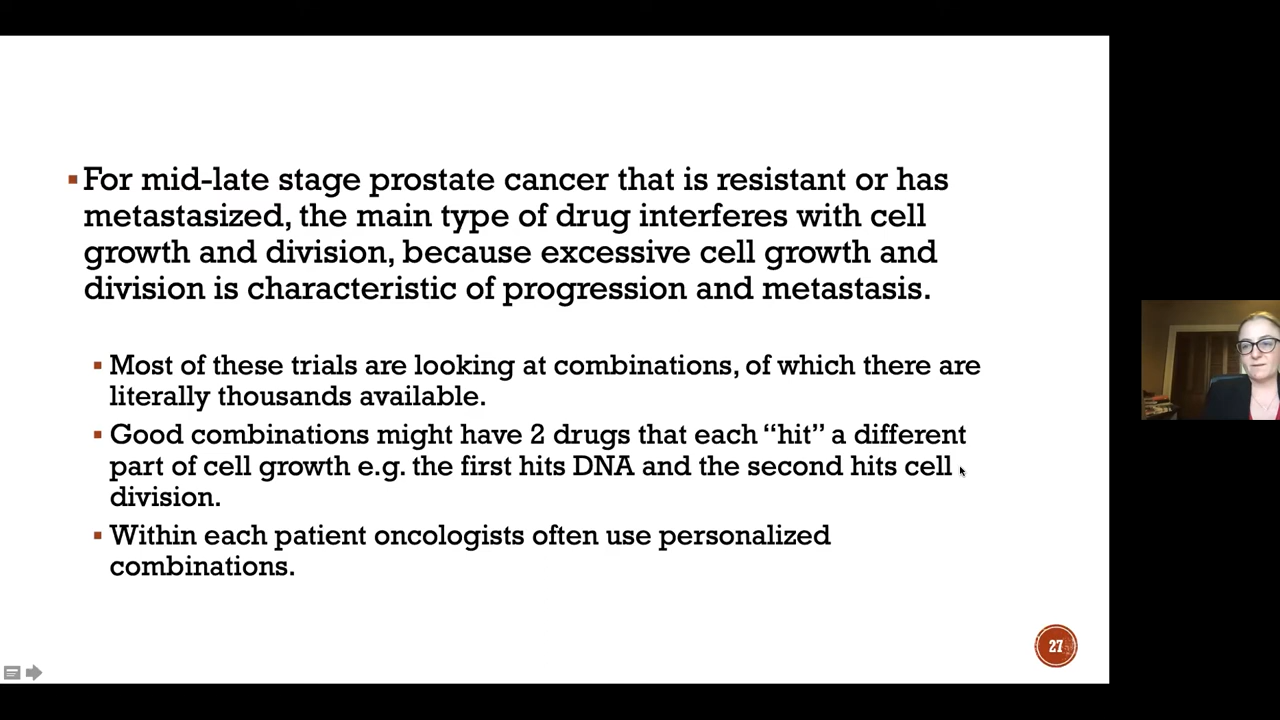 For mid-late stage prostate cancer that is resistant or has
metastasized, the main type of drug interferes with cell
growth and division, because excessive cell growth and
division is characteristic of progression and metastasis.
Most of these trials are looking at combinations, of which there are
literally thousands available.
Good combinations might have 2 drugs that each “hit” a different
part of cell growth e.g. the first hits DNA and the second hits cell
division.
Within each patient oncologists often use personalized
combinations.
27